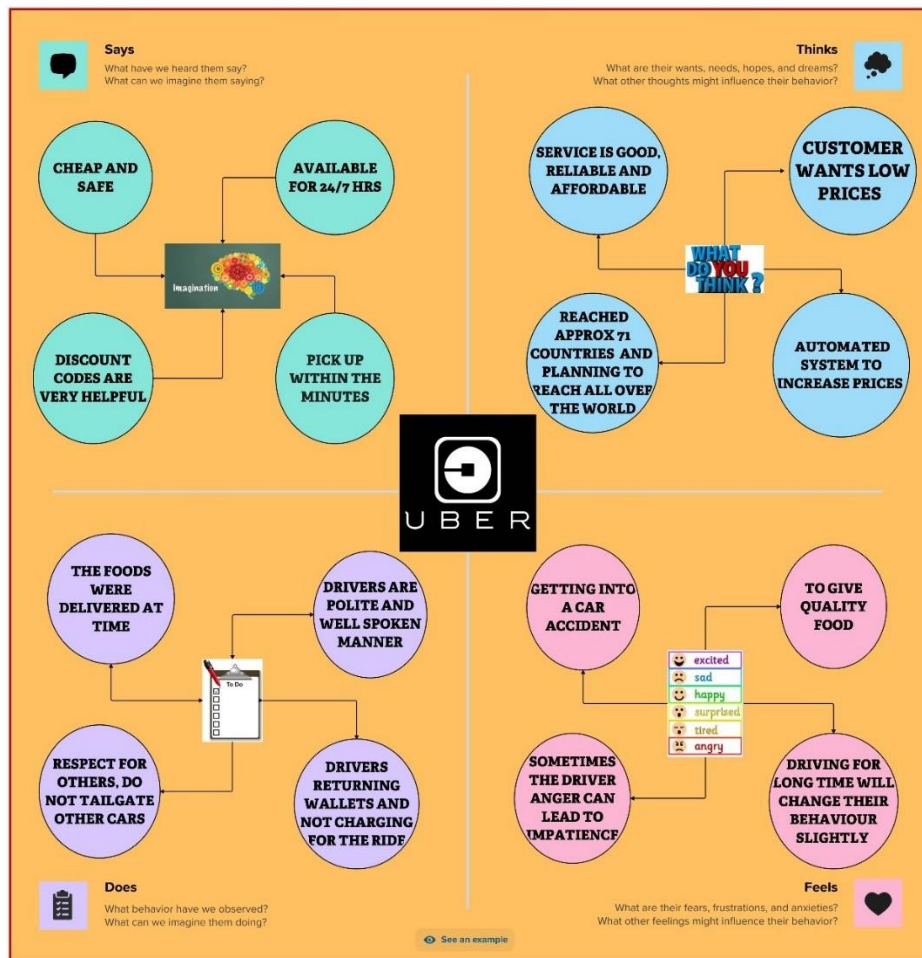 Says
What have we heard them say?
What can we imagine them saying?
Thinks
What are their wants, needs, hopes, and dreams?
What other thoughts might influence their behavior?
CHEAP AND
SAFE
AVAILABLE
FOR 24/7 HRS
Imagination
DISCOUNT
CODES ARE
VERY HELPFUL
PICK UP
WITHIN THE
MINUTES
SERVICE IS GOOD,
RELIABLE AND
AFFORDABLE
CUSTOMER
WANTS LOW
PRICES
WHAT
DO YOU
THINK ?
REACHED
APPROX 71
COUNTRIES AND
PLANNING TO
REACH ALL OVER
THE WORLD
AUTOMATED
SYSTEM TO
INCREASE PRICES
UBER
THE FOODS
WERE
DELIVERED AT
TIME
DRIVERS ARE
POLITE AND
WELL SPOKEN
MANNER
To Do
RESPECT FOR
OTHERS, DO
NOT TAILGATE
OTHER CARS
DRIVERS
RETURNING
WALLETS AND
NOT CHARGING
FOR THE RIDE
GETTING INTO
A CAR
ACCIDENT
TO GIVE
QUALITY
FOOD
excited
sad
happy
surprised
tired
angry
SOMETIMES
THE DRIVER
ANGER CAN
LEAD TO
IMPATIENCE
DRIVING FOR
LONG TIME WILL
CHANGE THEIR
BEHAVIOUR
SLIGHTLY
Does
What behavior have we observed?
What can we imagine them doing?
Feels
What are their fears, frustrations, and anxieties?
What other feelings might influence their behavior?
See an example